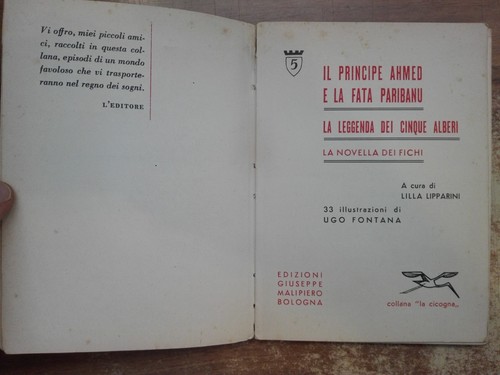 Vi offro, miei piccoli ami-
ci, raccolti in questa col-
lana, episodi di un mondo
favoloso che vi trasporte-
ranno nel regno dei sogni.
L'EDITORE
5
IL PRINCIPE AHMED
E LA FATA PARIBANU
LA LEGGENDA DEI CINQUE ALBERI
LA NOVELLA DEI FICHI
A cura di
LILLA LIPPARINI
33 illustrazioni di
UGO FONTANA
EDIZIONI
GIUSEPPE
MALIPIERO
BOLOGNA
collana "la cicogna„